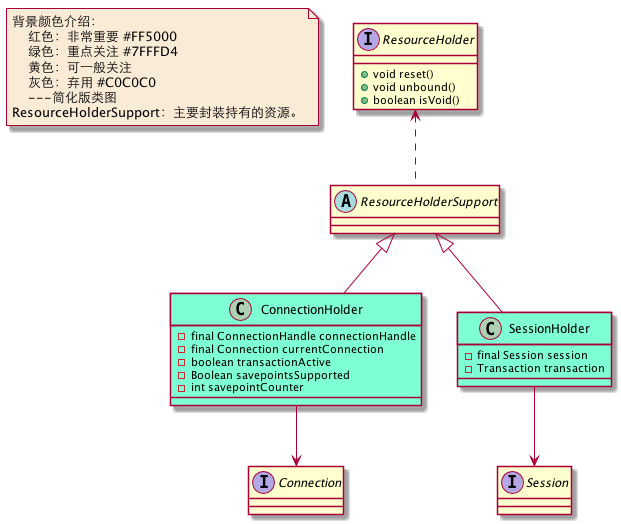 背景颜色介绍：
红色：非常重要 #FF5000
绿色：重点关注 #7FFFD4
黄色：可一般关注
灰色：弃用 #C0C0C0
---简化版类图
ResourceHolderSupport：主要封装持有的资源。
I ResourceHolder
void reset()
void unbound()
boolean isVoid()
A ResourceHolderSupport
C ConnectionHolder
final ConnectionHandle connectionHandle
final Connection currentConnection
boolean transactionActive
Boolean savepointsSupported
int savepointCounter
C SessionHolder
final Session session
Transaction transaction
I Connection
I Session